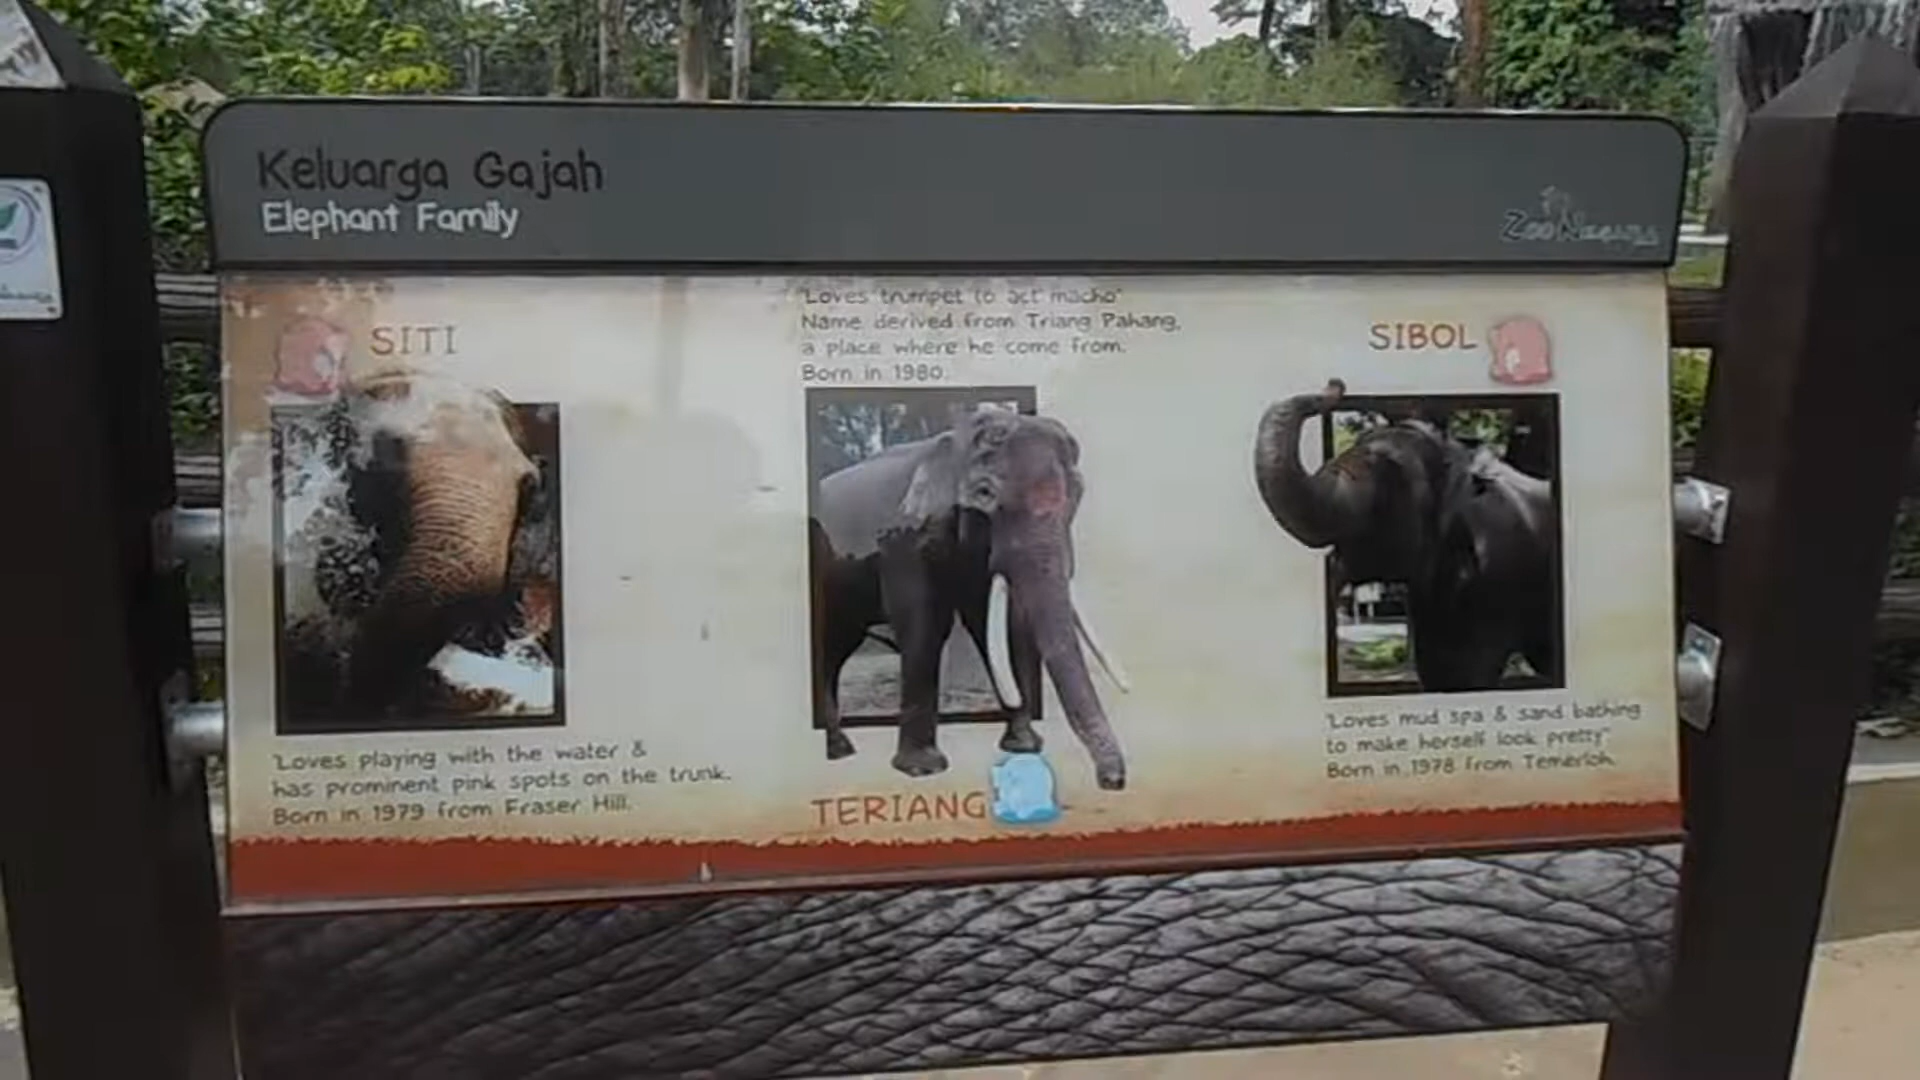 Keluarga Gajah
Elephant Family
Zoo Negara
SITI
"Loves playing with the water &
has prominent pink spots on the trunk.
Born in 1979 from Fraser Hill.
"Loves trumpet to act macho"
Name derived from Triang Pahang,
a place where he come from.
Born in 1980.
TERIANG
SIBOL
"Loves mud spa & sand bathing
to make herself look pretty"
Born in 1978 from Temerloh.